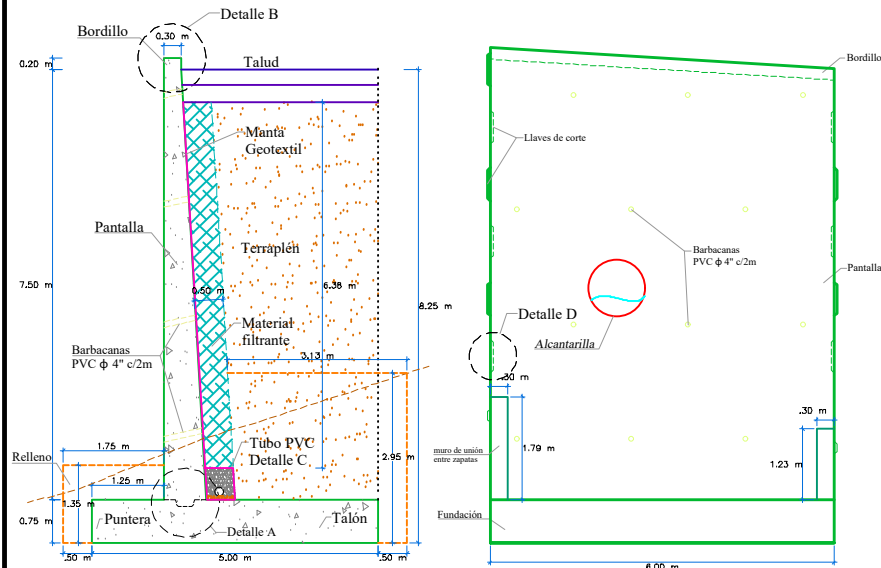 Detalle B
0.30 m
Bordillo
0.20 m
Talud
Manta
Geotextil
Pantalla
Terraplén
7.50 m
6.38 m
8.25 m
0.50 m
Material
filtrante
Barbacanas
PVC ϕ 4" c/2m
3.13 m
1.75 m
Relleno
1.25 m
Tubo PVC
Detalle C
2.95 m
1.35 m
0.75 m
Puntera
Detalle A
Talón
.50 m
5.00 m
.50 m
Bordillo
Llaves de corte
Barbacanas
PVC ϕ 4" c/2m
Pantalla
Detalle D
Alcantarilla
.30 m
.30 m
muro de unión
entre zapatas
1.79 m
1.23 m
Fundación
6.00 m